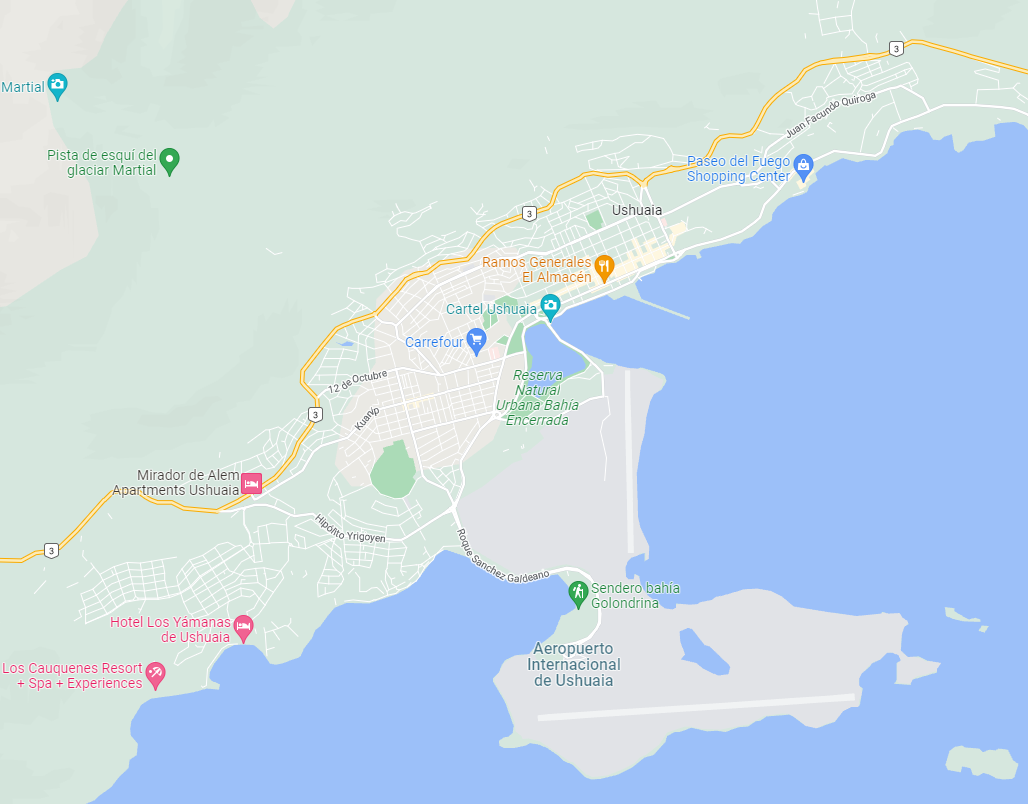 3
Martial
Juan Facundo Quiroga
Pista de esquí del
glaciar Martial
Paseo del Fuego
Shopping Center
Ushuaia
3
Ramos Generales
El Almacén
Cartel Ushuaia
Carrefour
12 de Octubre
Reserva
Natural
Urbana Bahía
Encerrada
Kuanip
3
Mirador de Alem
Apartments Ushuaia
Hipólito Yrigoyen
3
Roque Sanchez Galdeano
Sendero bahia
Golondrina
Hotel Los Yámanas
de Ushuaia
Aeropuerto
Internacional
de Ushuaia
Los Cauquenes Resort
+ Spa + Experiences